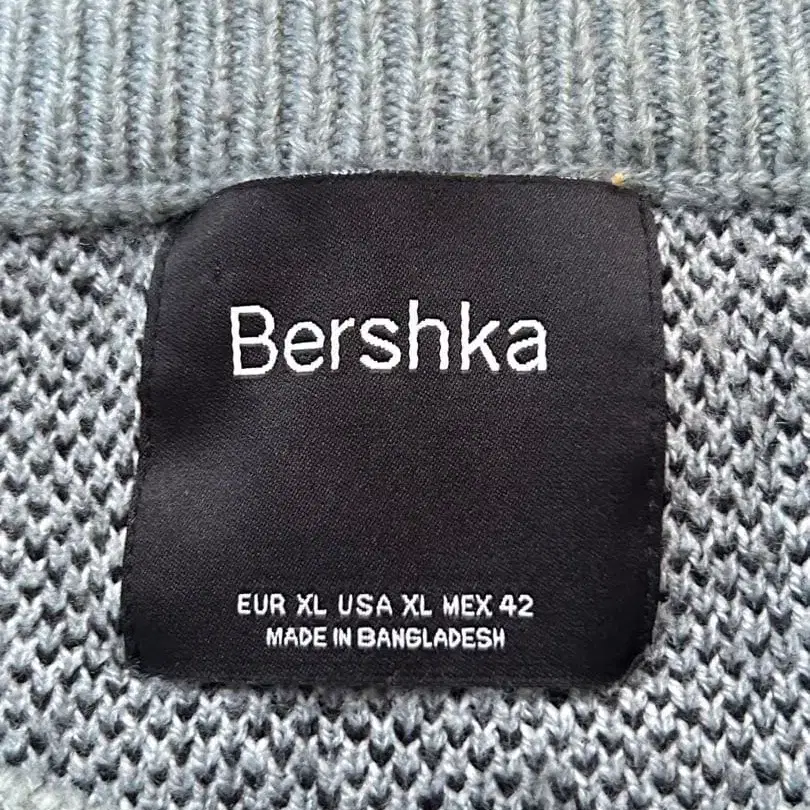 Bershka
EUR XL USA XL MEX 42
MADE IN BANGLADESH